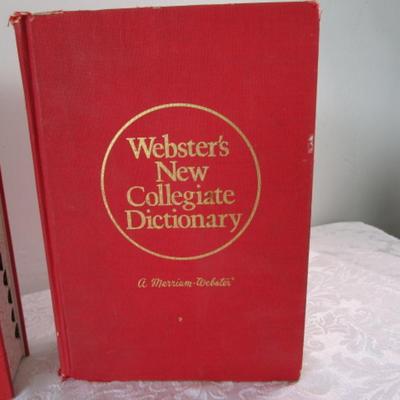 Webster's
New
Collegiate
Dictionary
A Merriam-Webster®